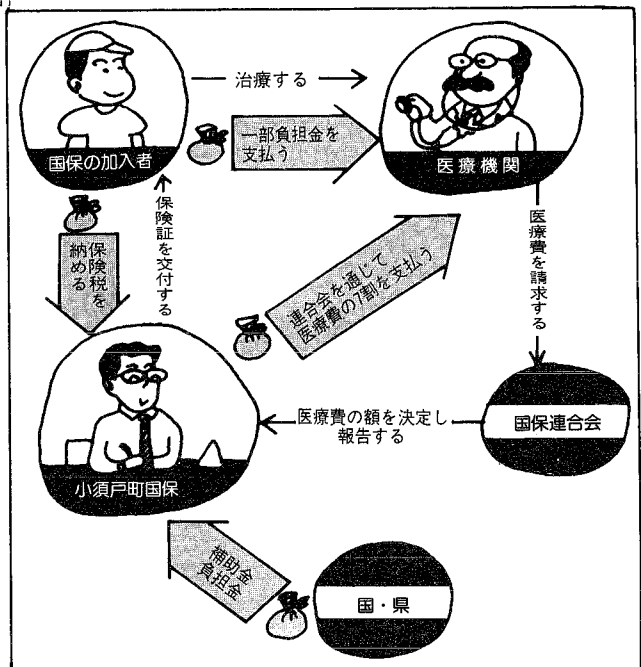 治療する
一部負担金を
支払う
国保の加入者
医療機関
保険証を交付する
保険税を
納める
医療費を請求する
連合会を通じて
医療費の7割を支払う
国保連合会
医療費の額を決定し
報告する
小須戸町国保
補助金
負担金
国・県